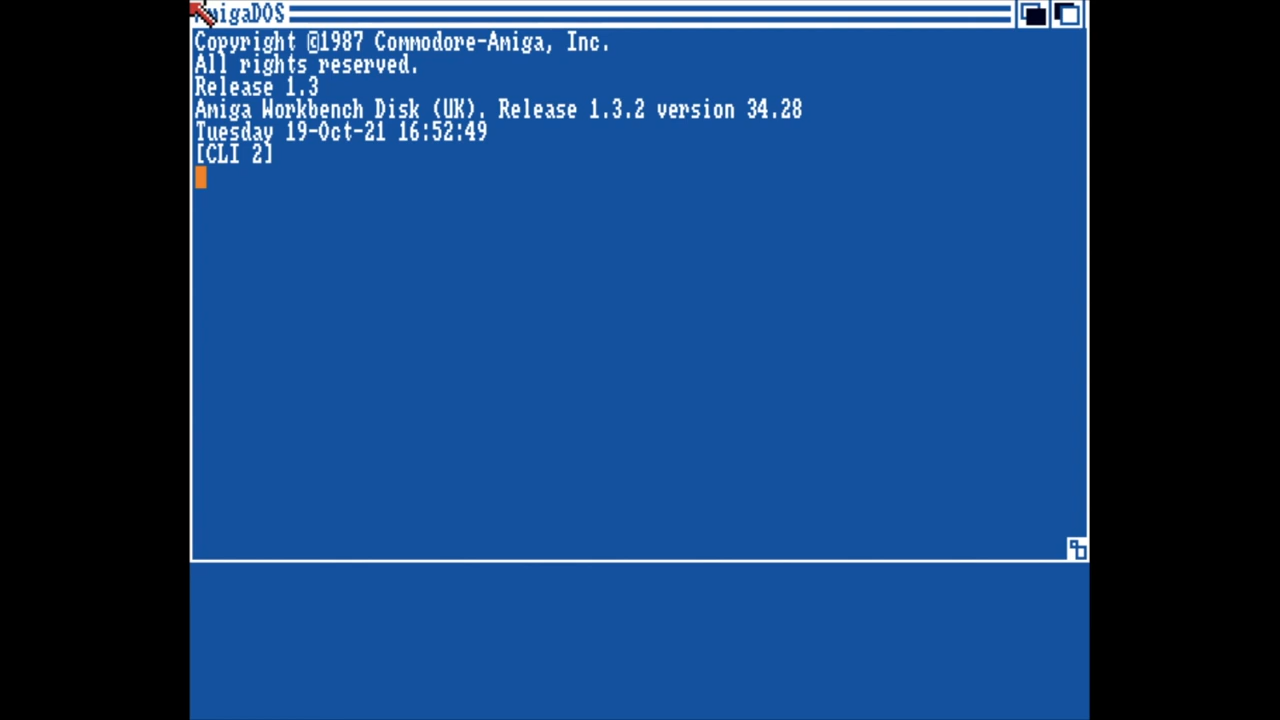 AmigaDOS
Copyright ©1987 Commodore-Amiga, Inc.
All rights reserved.
Release 1.3
Amiga Workbench Disk (UK). Release 1.3.2 version 34.28
Tuesday 19-Oct-21 16:52:49
[CLI 2]